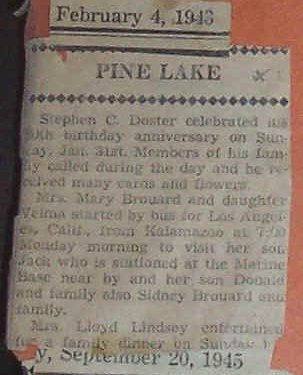 February 4, 1943
PINE LAKE
Stephen C. Doster celebrated his
birthday anniversary on Sun-
day, Jan. 31st. Members of his fam-
ily called during the day and he re-
ceived many cards and flowers.
Mrs. Mary Brouard and daughter
Velma started by bus for Los Angel-
es, Calif., from Kalamazoo at 7:00
Monday morning to visit her son
Jack who is stationed at the Marine
Base near by and her son Donald
and family also Sidney Brouard and
family.
Mrs. Lloyd Lindsey entertained
for a family dinner on Sunday
y, September 20, 1945